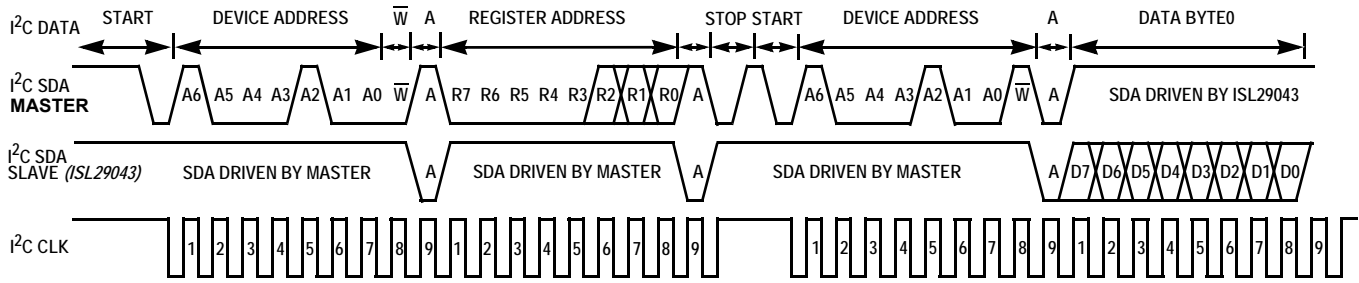 I²C DATA START DEVICE ADDRESS W̅ A REGISTER ADDRESS STOP START DEVICE ADDRESS A DATA BYTE0
I²C SDA MASTER A6 A5 A4 A3 A2 A1 A0 W̅ A R7 R6 R5 R4 R3 R2 R1 R0 A A6 A5 A4 A3 A2 A1 A0 W̅ A SDA DRIVEN BY ISL29043
I²C SDA SLAVE (ISL29043) SDA DRIVEN BY MASTER A SDA DRIVEN BY MASTER A SDA DRIVEN BY MASTER A D7 D6 D5 D4 D3 D2 D1 D0
I²C CLK 1 2 3 4 5 6 7 8 9 1 2 3 4 5 6 7 8 9 1 2 3 4 5 6 7 8 9 1 2 3 4 5 6 7 8 9